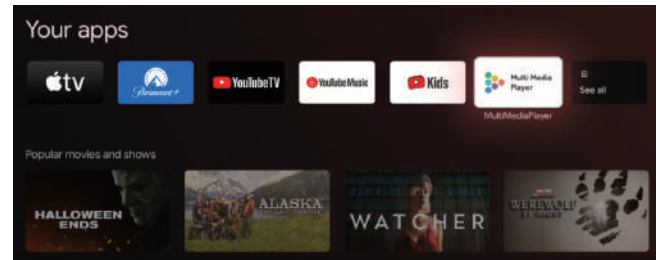 Your apps
tv
Paramount+
YouTubeTV
YouTube Music
Kids
Multi Media
Player
See all
MultiMediaPlayer
Popular movies and shows
HALLOWEEN
ENDS
ALASKA
WATCHER
WEREWOLF
BY NIGHT